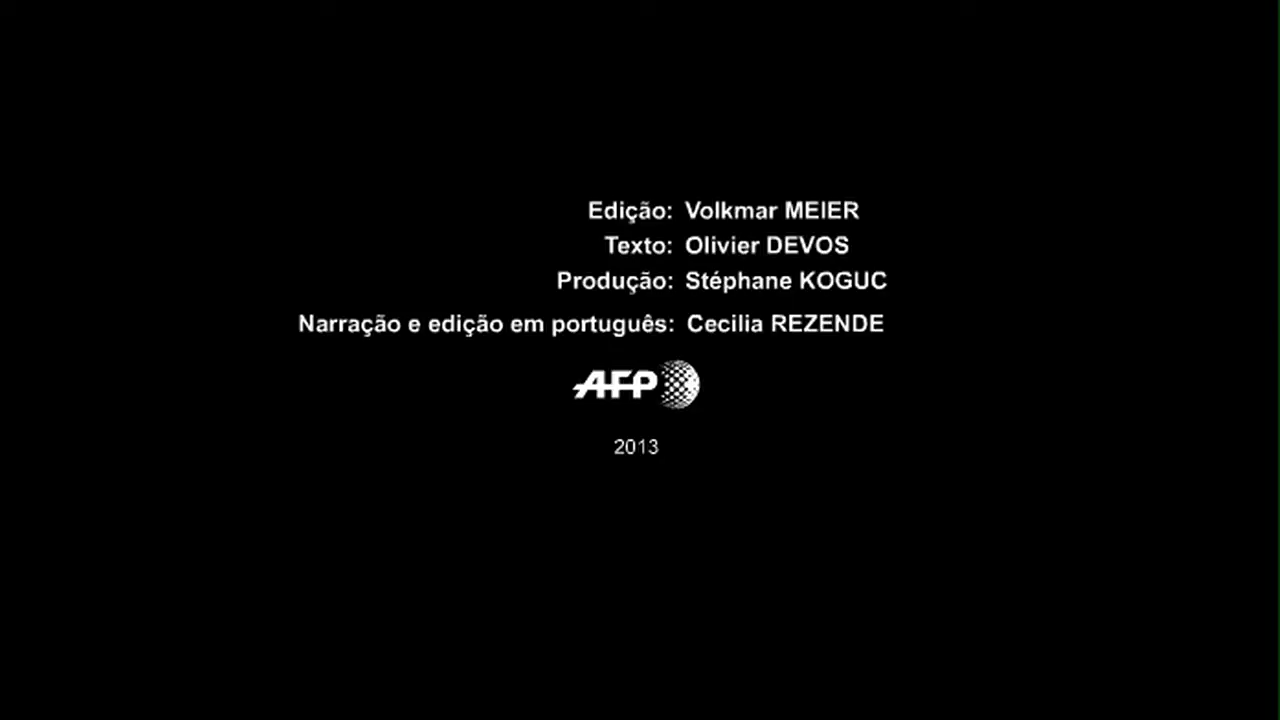 Edição: Volkmar MEIER
Texto: Olivier DEVOS
Produção: Stéphane KOGUC
Narração e edição em português: Cecilia REZENDE
AFP
2013